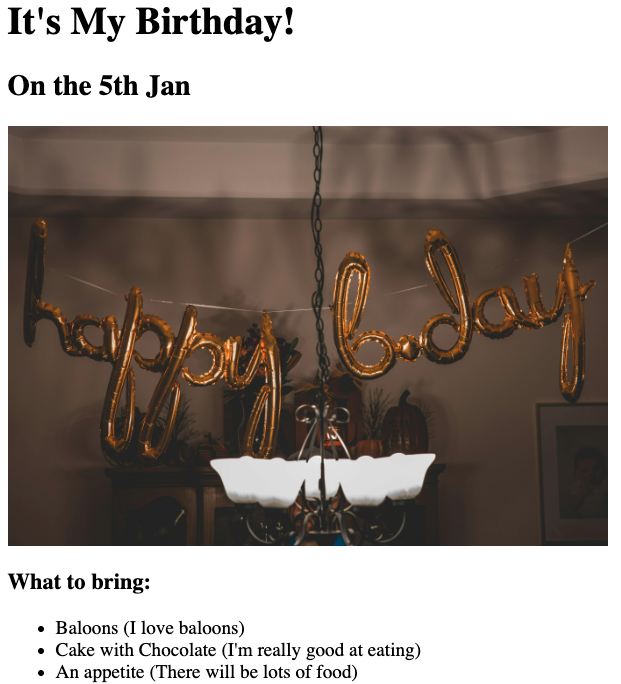 It's My Birthday!
On the 5th Jan
happy b•day
What to bring:
Baloons (I love baloons)
Cake with Chocolate (I'm really good at eating)
An appetite (There will be lots of food)